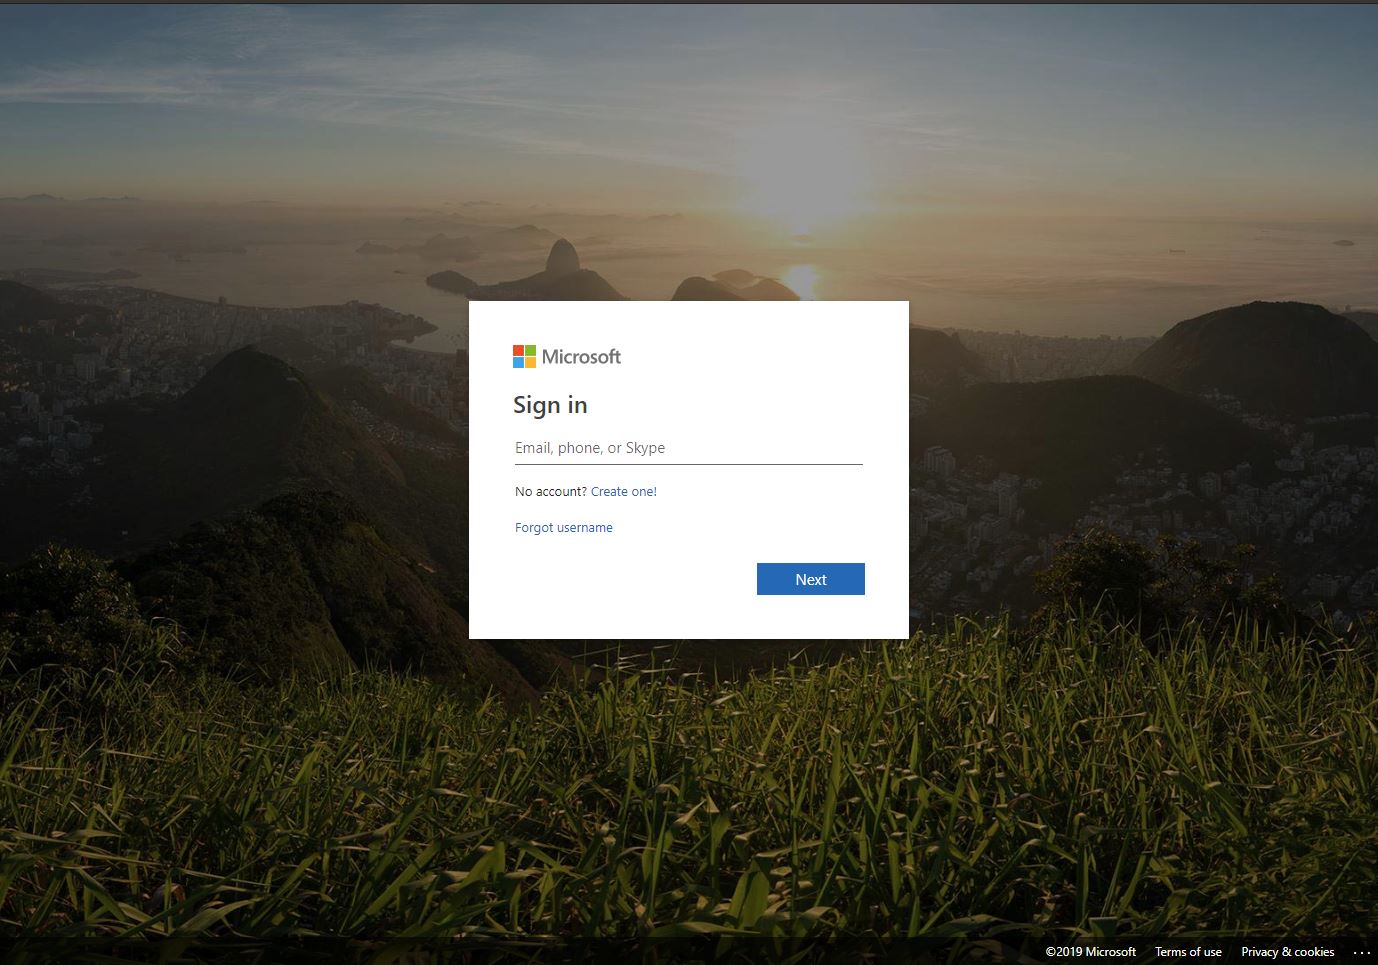 Microsoft
Sign in
Email, phone, or Skype
No account? Create one!
Forgot username
Next
©2019 Microsoft Terms of use Privacy & cookies ...